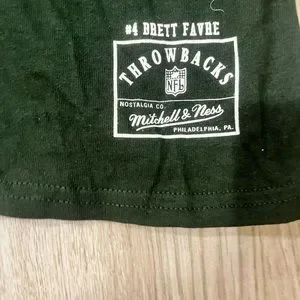 #4 BRETT FAVRE
THROWBACKS
NFL
NOSTALGIA CO.
Mitchell & Ness
PHILADELPHIA, PA.